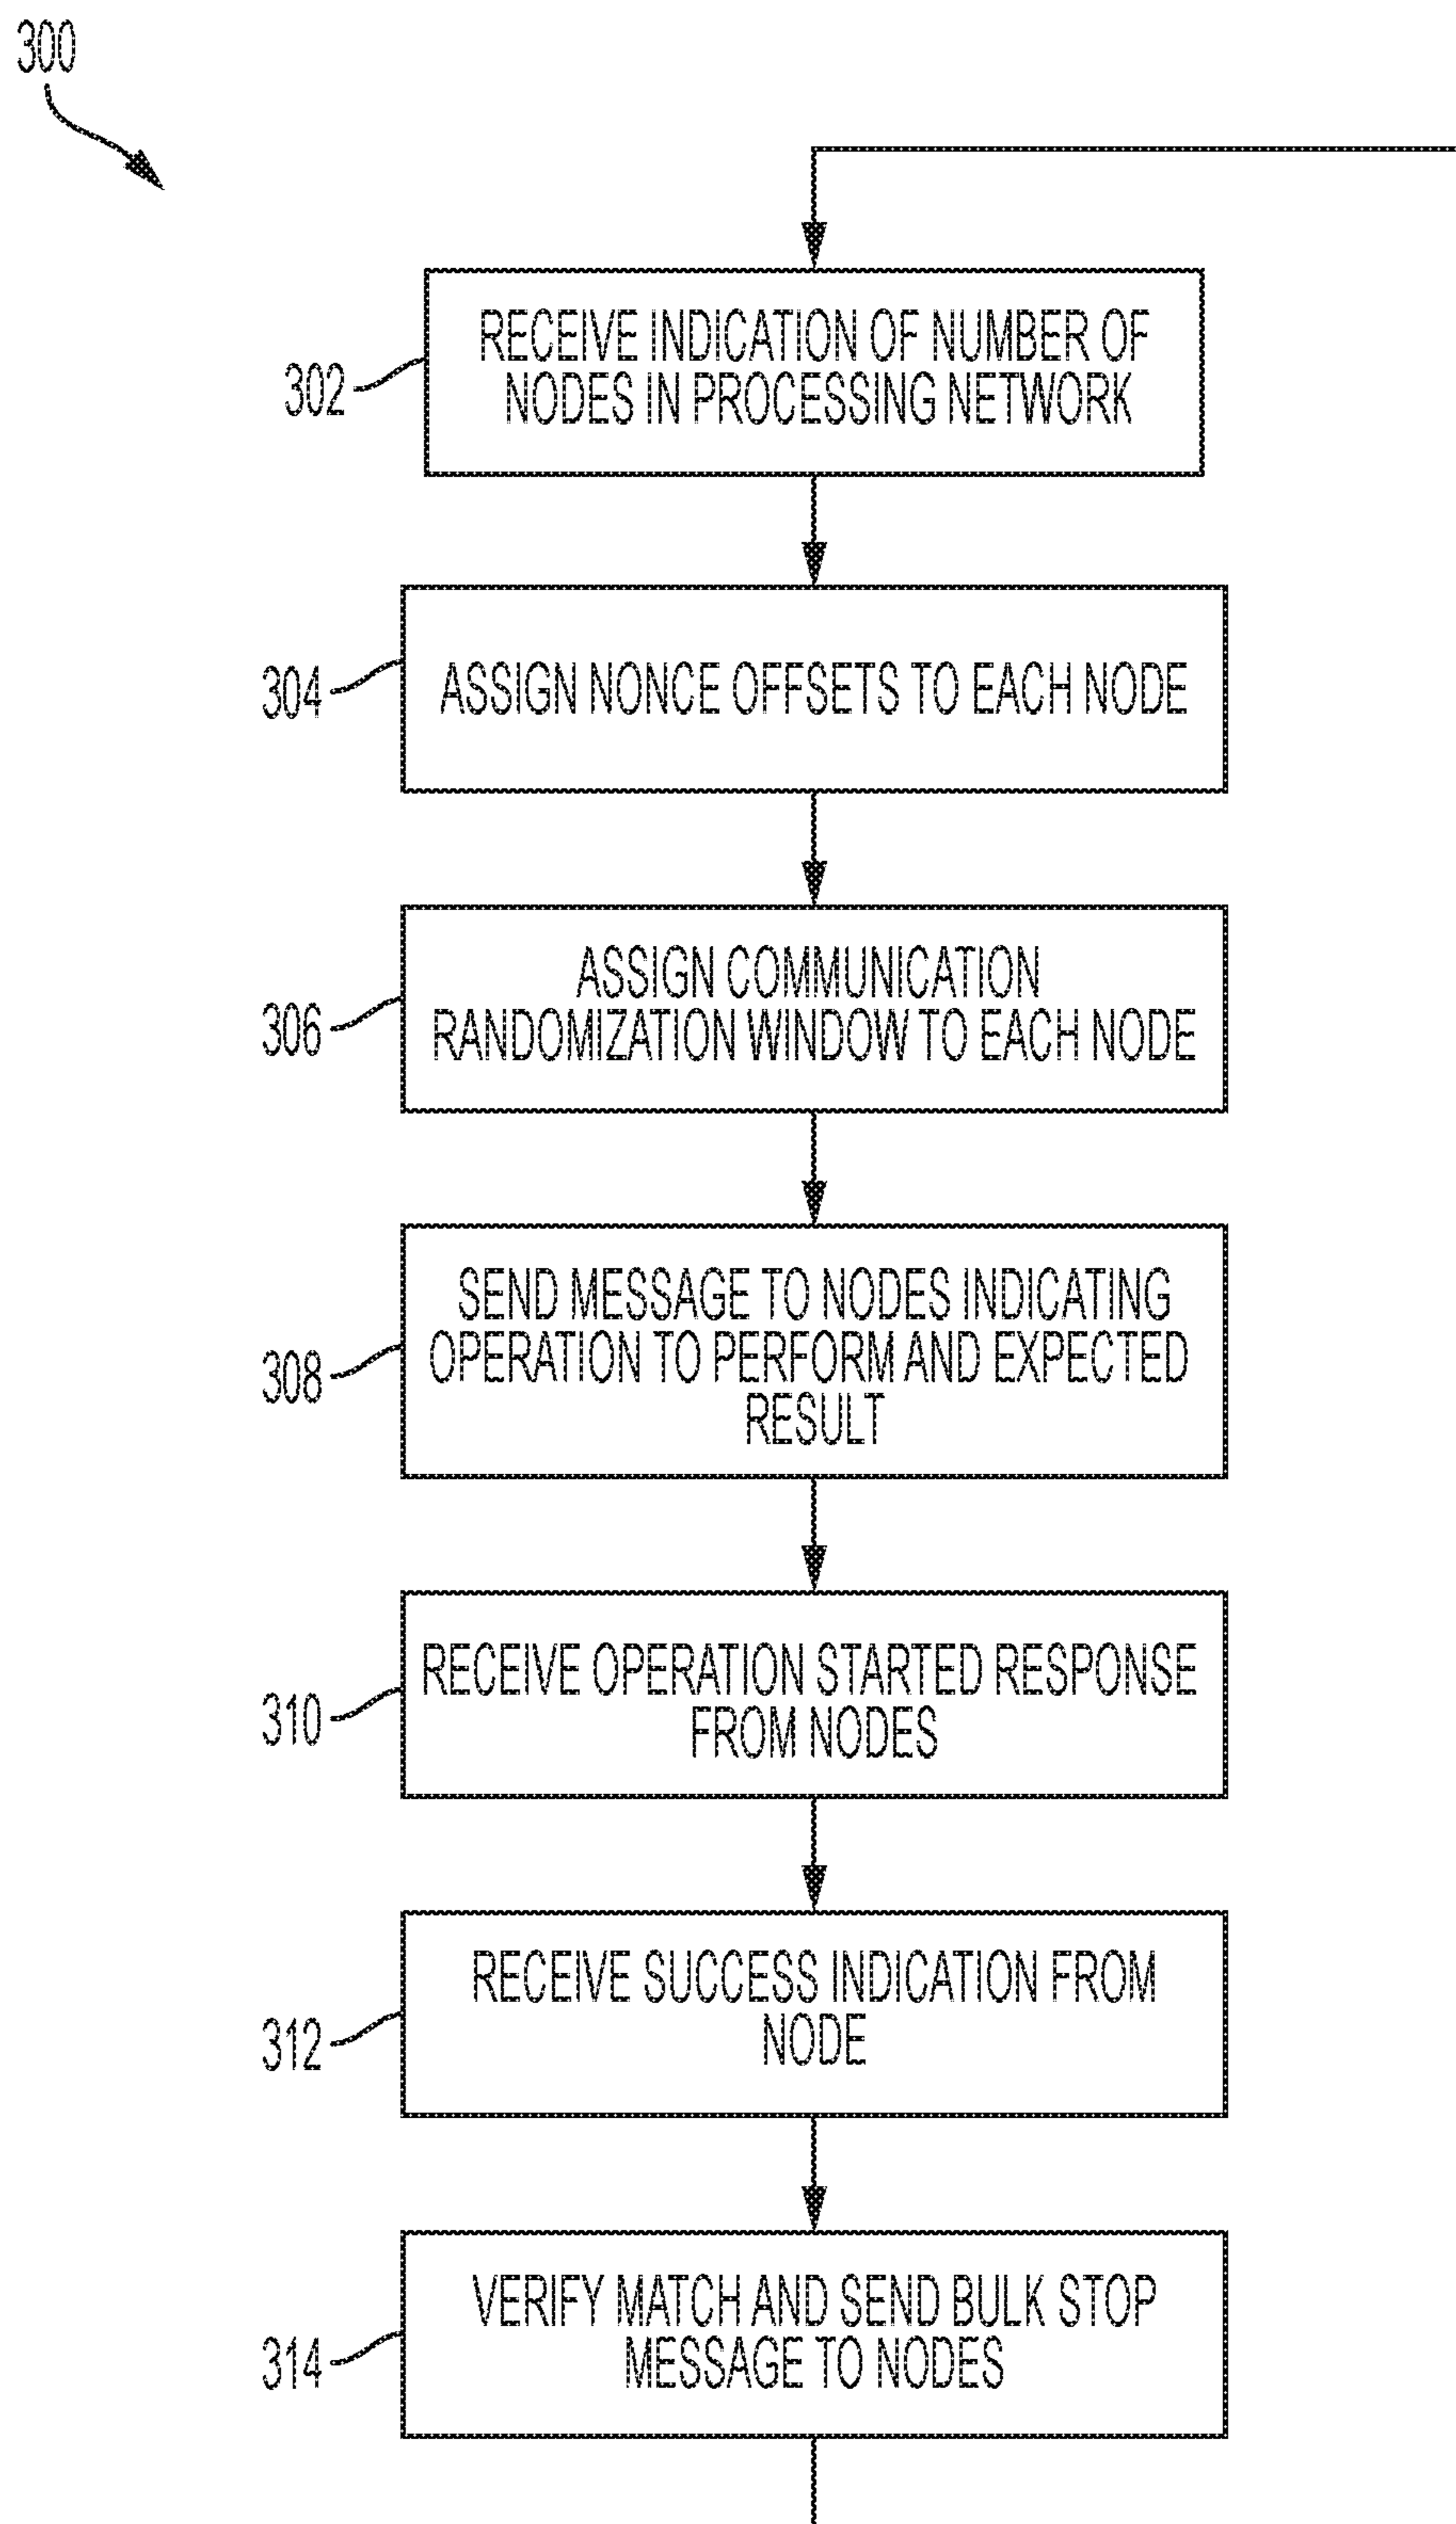 300
302
RECEIVE INDICATION OF NUMBER OF
NODES IN PROCESSING NETWORK
304
ASSIGN NONCE OFFSETS TO EACH NODE
306
ASSIGN COMMUNICATION
RANDOMIZATION WINDOW TO EACH NODE
308
SEND MESSAGE TO NODES INDICATING
OPERATION TO PERFORM AND EXPECTED
RESULT
310
RECEIVE OPERATION STARTED RESPONSE
FROM NODES
312
RECEIVE SUCCESS INDICATION FROM
NODE
314
VERIFY MATCH AND SEND BULK STOP
MESSAGE TO NODES